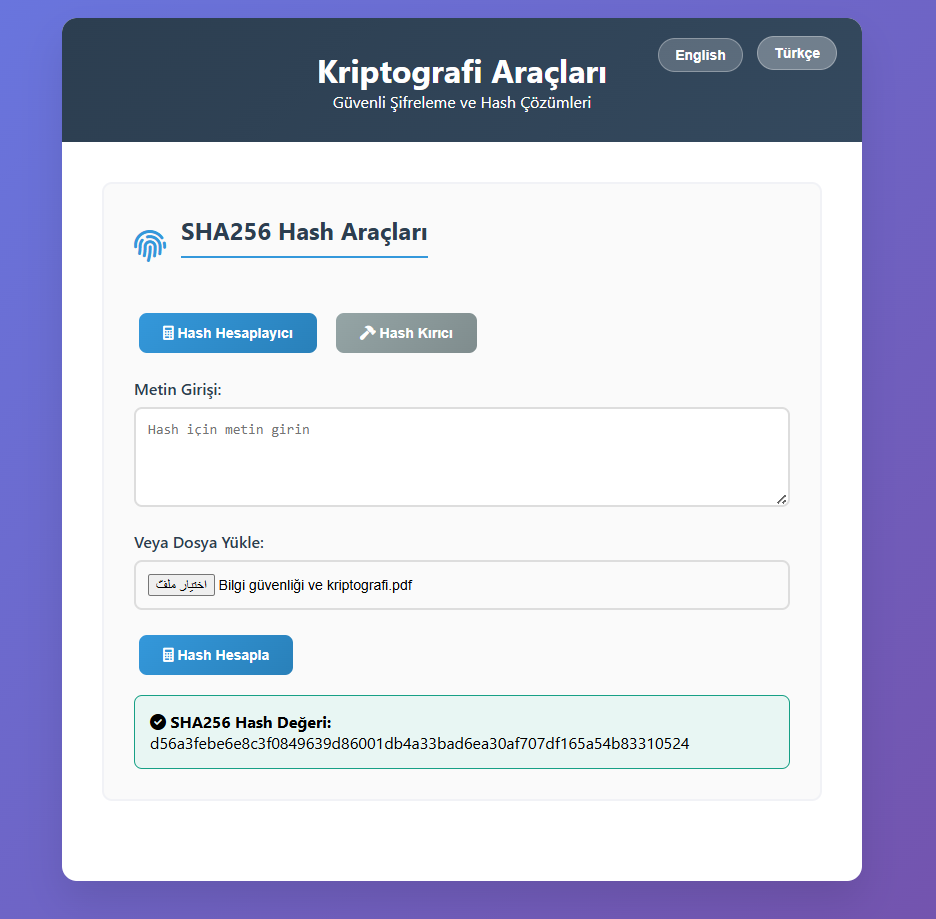 English
Türkçe
Kriptografi Araçları
Güvenli Şifreleme ve Hash Çözümleri
SHA256 Hash Araçları
Hash Hesaplayıcı
Hash Kırıcı
Metin Girişi:
Hash için metin girin
Veya Dosya Yükle:
اختيار ملف Bilgi güvenliği ve kriptografi.pdf
Hash Hesapla
SHA256 Hash Değeri:
d56a3febe6e8c3f0849639d86001db4a33bad6ea30af707df165a54b83310524